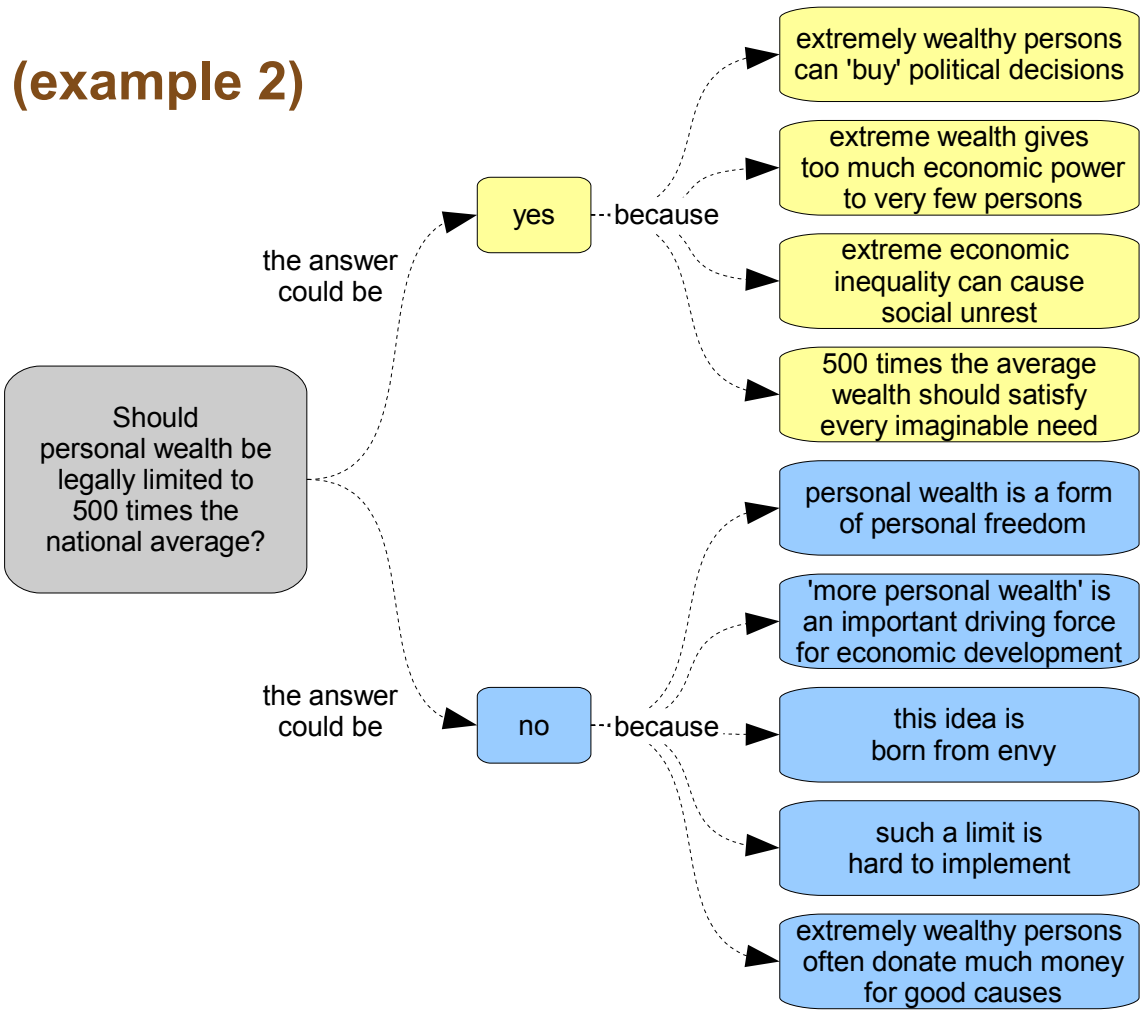 (example 2)
Should
personal wealth be
legally limited to
500 times the
national average?
the answer
could be
yes
because
extremely wealthy persons
can 'buy' political decisions
extreme wealth gives
too much economic power
to very few persons
extreme economic
inequality can cause
social unrest
500 times the average
wealth should satisfy
every imaginable need
the answer
could be
no
because
personal wealth is a form
of personal freedom
'more personal wealth' is
an important driving force
for economic development
this idea is
born from envy
such a limit is
hard to implement
extremely wealthy persons
often donate much money
for good causes